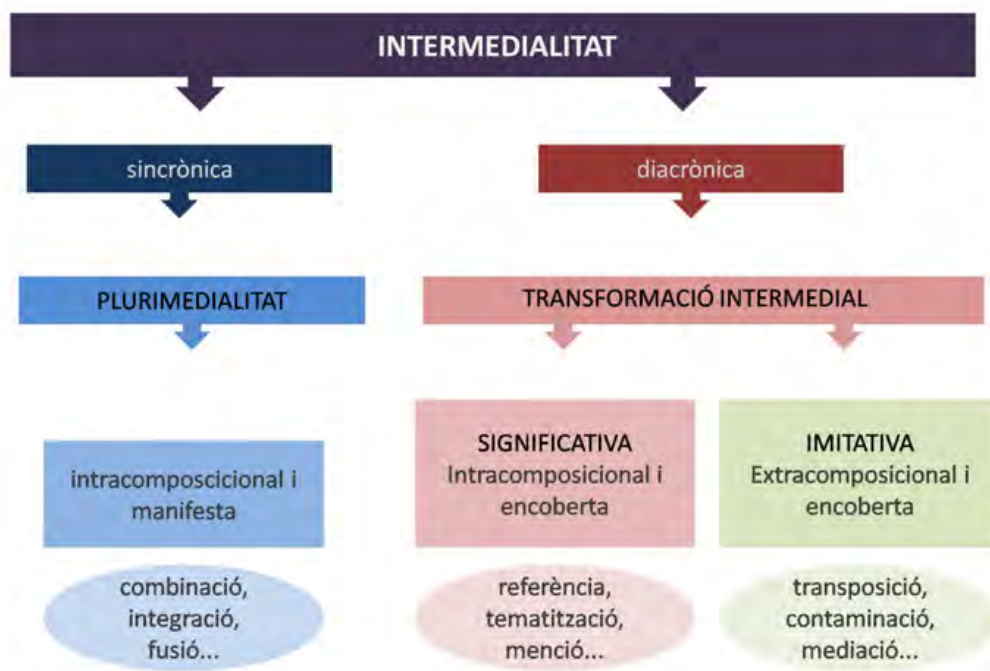 INTERMEDIALITAT
sincrònica
diacrònica
PLURIMEDIALITAT
TRANSFORMACIÓ INTERMEDIAL
intracomposcicional i
manifesta
SIGNIFICATIVA
Intracomposicional i
encoberta
IMITATIVA
Extracomposicional i
encoberta
combinació,
integració,
fusió...
referència,
tematització,
menció...
transposició,
contaminació,
mediació...